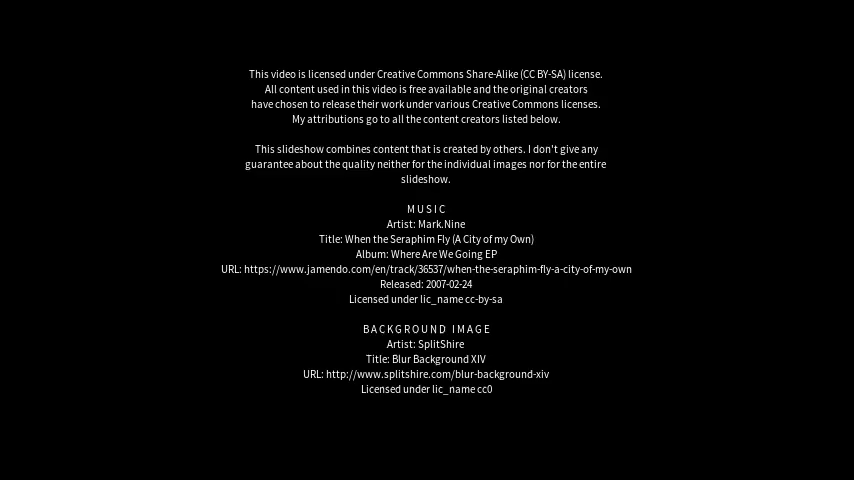 This video is licensed under Creative Commons Share-Alike (CC BY-SA) license.
All content used in this video is free available and the original creators
have chosen to release their work under various Creative Commons licenses.
My attributions go to all the content creators listed below.
This slideshow combines content that is created by others. I don't give any
guarantee about the quality neither for the individual images nor for the entire
slideshow.
MUSIC
Artist: Mark.Nine
Title: When the Seraphim Fly (A City of my Own)
Album: Where Are We Going EP
URL: https://www.jamendo.com/en/track/36537/when-the-seraphim-fly-a-city-of-my-own
Released: 2007-02-24
Licensed under lic_name cc-by-sa
BACKGROUND IMAGE
Artist: SplitShire
Title: Blur Background XIV
URL: http://www.splitshire.com/blur-background-xiv
Licensed under lic_name cc0